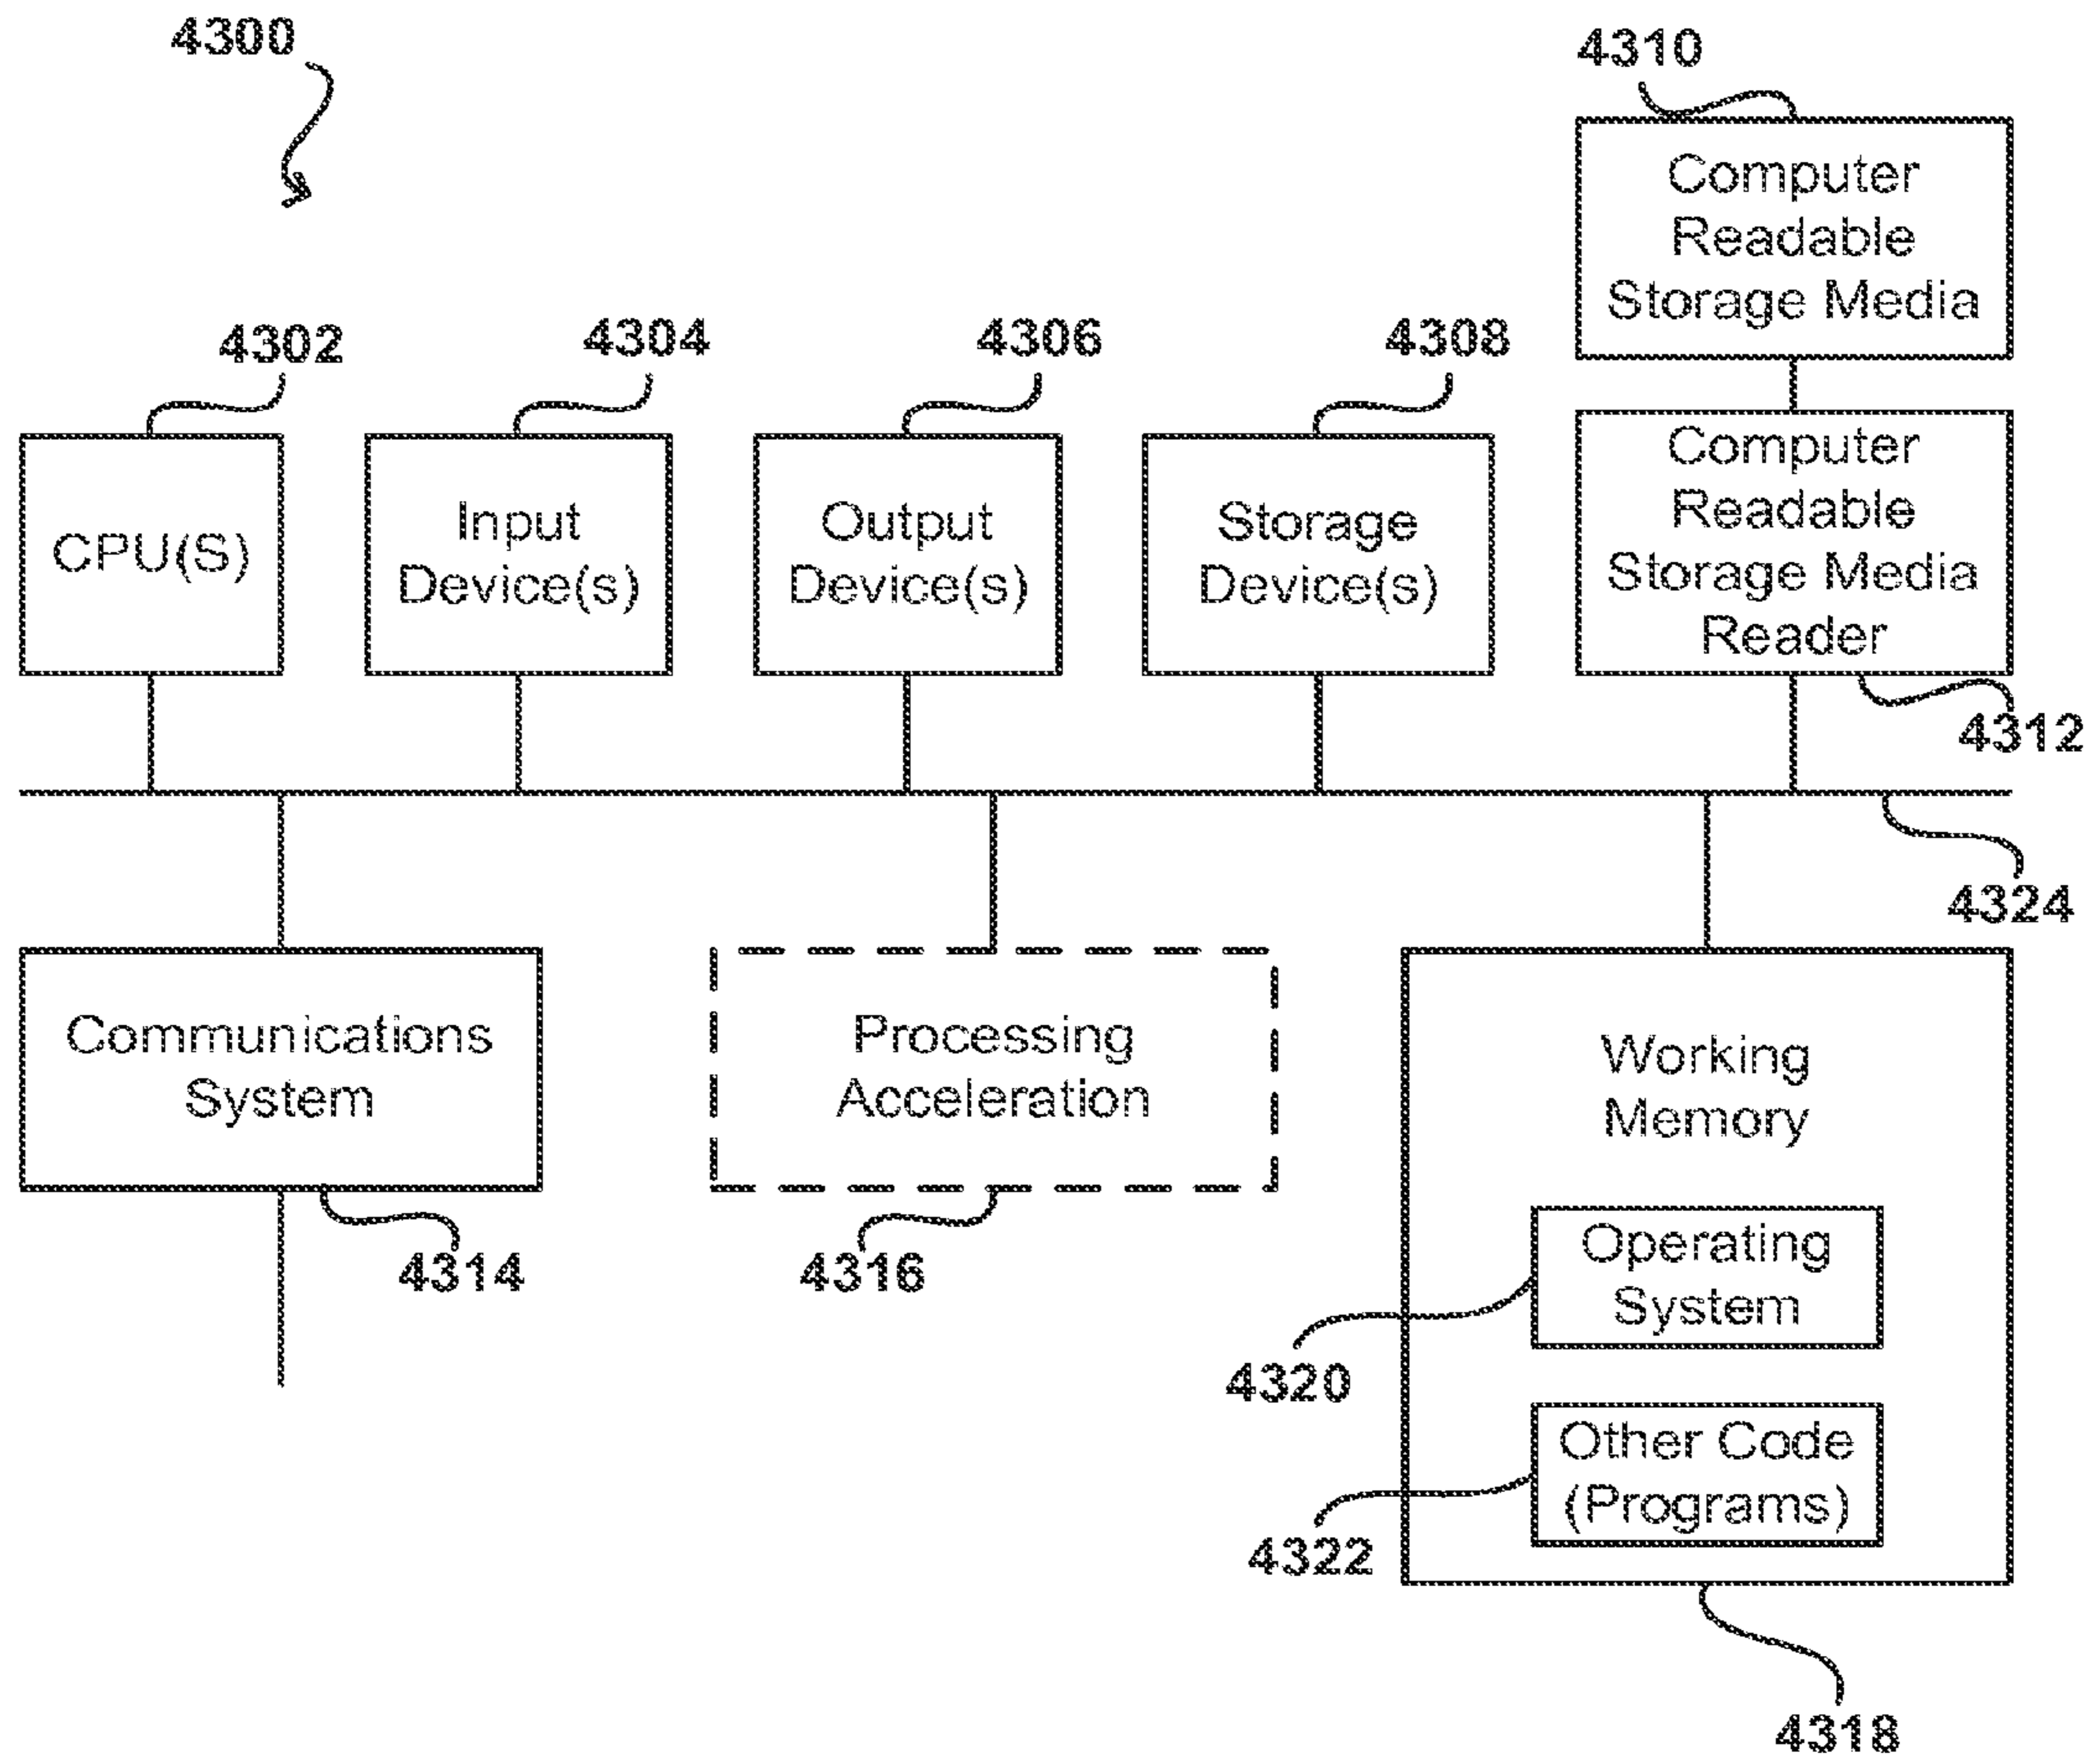 4300
4310
Computer
Readable
Storage Media
4302
4304
4306
4308
CPU(S)
Input
Device(s)
Output
Device(s)
Storage
Device(s)
Computer
Readable
Storage Media
Reader
4312
4324
Communications
System
4314
Processing
Acceleration
4316
Working
Memory
Operating
System
4320
Other Code
(Programs)
4322
4318